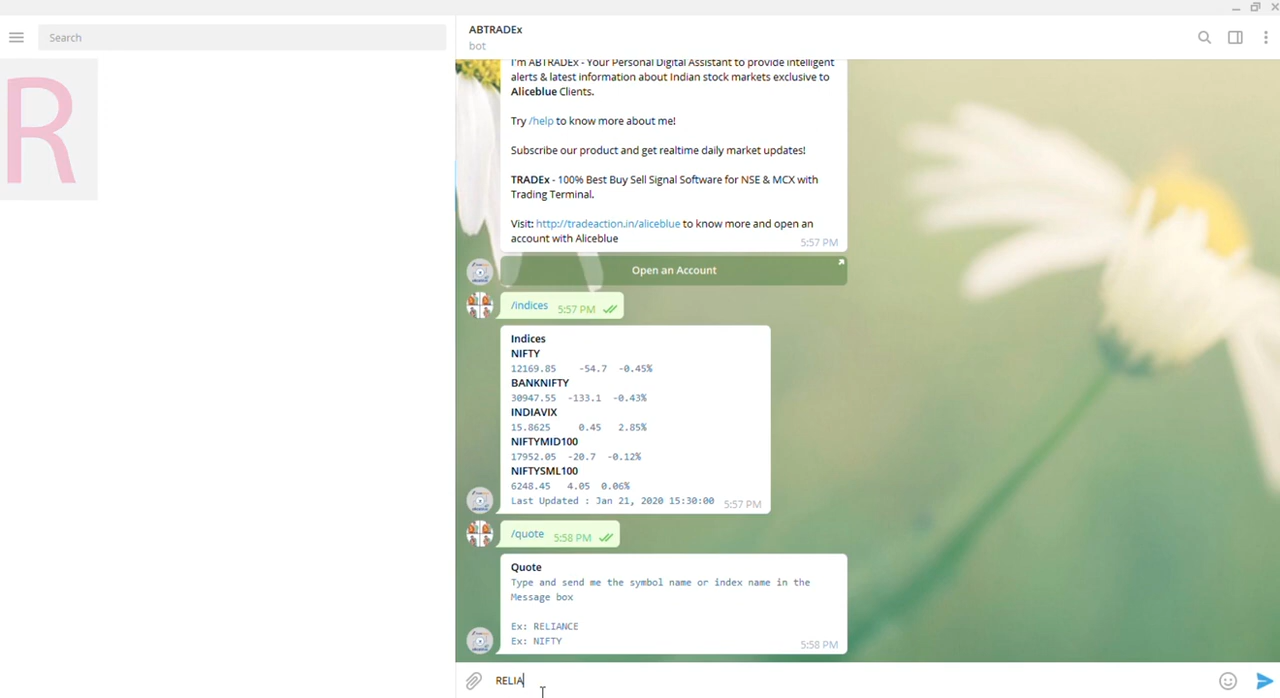 Search
R
ABTRADEx
bot
I'm ABTRADEx - Your Personal Digital Assistant to provide intelligent
alerts & latest information about Indian stock markets exclusive to
Aliceblue Clients.
Try /help to know more about me!
Subscribe our product and get realtime daily market updates!
TRADEx - 100% Best Buy Sell Signal Software for NSE & MCX with
Trading Terminal.
Visit: http://tradeaction.in/aliceblue to know more and open an
account with Aliceblue
5:57 PM
Open an Account
/indices 5:57 PM
Indices
NIFTY
12169.85 -54.7 -0.45%
BANKNIFTY
30947.55 -133.1 -0.43%
INDIAVIX
15.8625 0.45 2.85%
NIFTYMID100
17952.05 -20.7 -0.12%
NIFTYSML100
6248.45 4.05 0.06%
Last Updated : Jan 21, 2020 15:30:00 5:57 PM
/quote 5:58 PM
Quote
Type and send me the symbol name or index name in the
Message box
Ex: RELIANCE
Ex: NIFTY
5:58 PM
RELIA